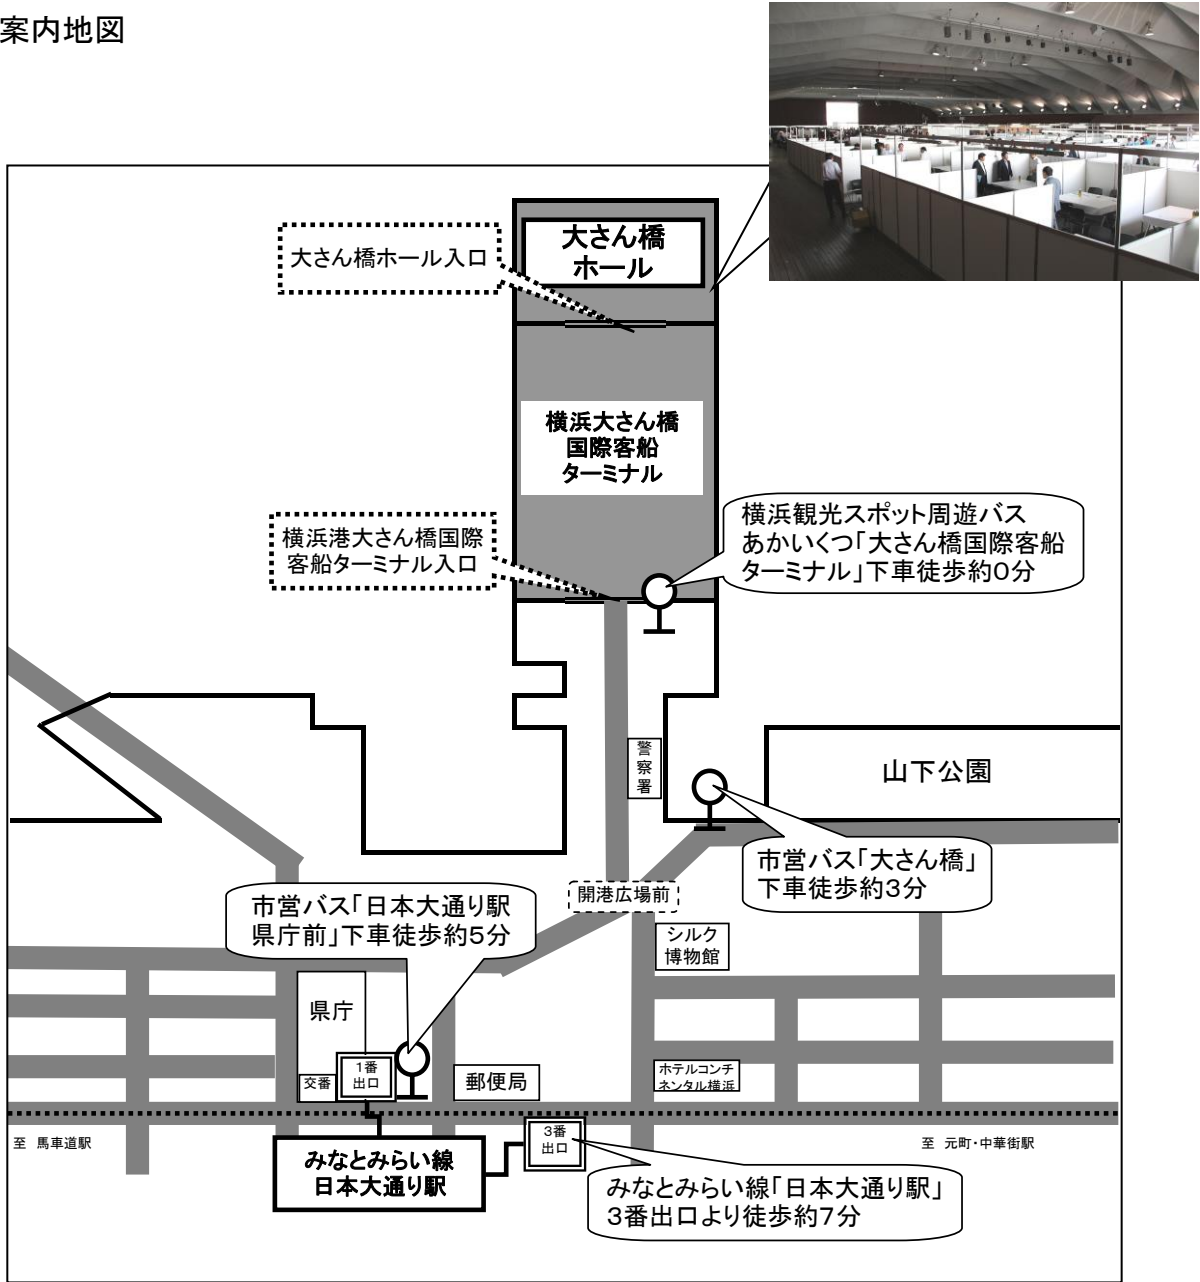 案内地図
大さん橋
ホール
大さん橋ホール入口
横浜大さん橋
国際客船
ターミナル
横浜観光スポット周遊バス
あかいくつ「大さん橋国際客船
ターミナル」下車徒歩約0分
横浜港大さん橋国際
客船ターミナル入口
警
察
署
山下公園
市営バス「大さん橋」
下車徒歩約3分
開港広場前
市営バス「日本大通り駅
県庁前」下車徒歩約5分
シルク
博物館
県庁
1番
出口
交番
郵便局
ホテルコンチ
ネンタル横浜
至 馬車道駅
3番
出口
至 元町・中華街駅
みなとみらい線
日本大通り駅
みなとみらい線「日本大通り駅」
3番出口より徒歩約7分